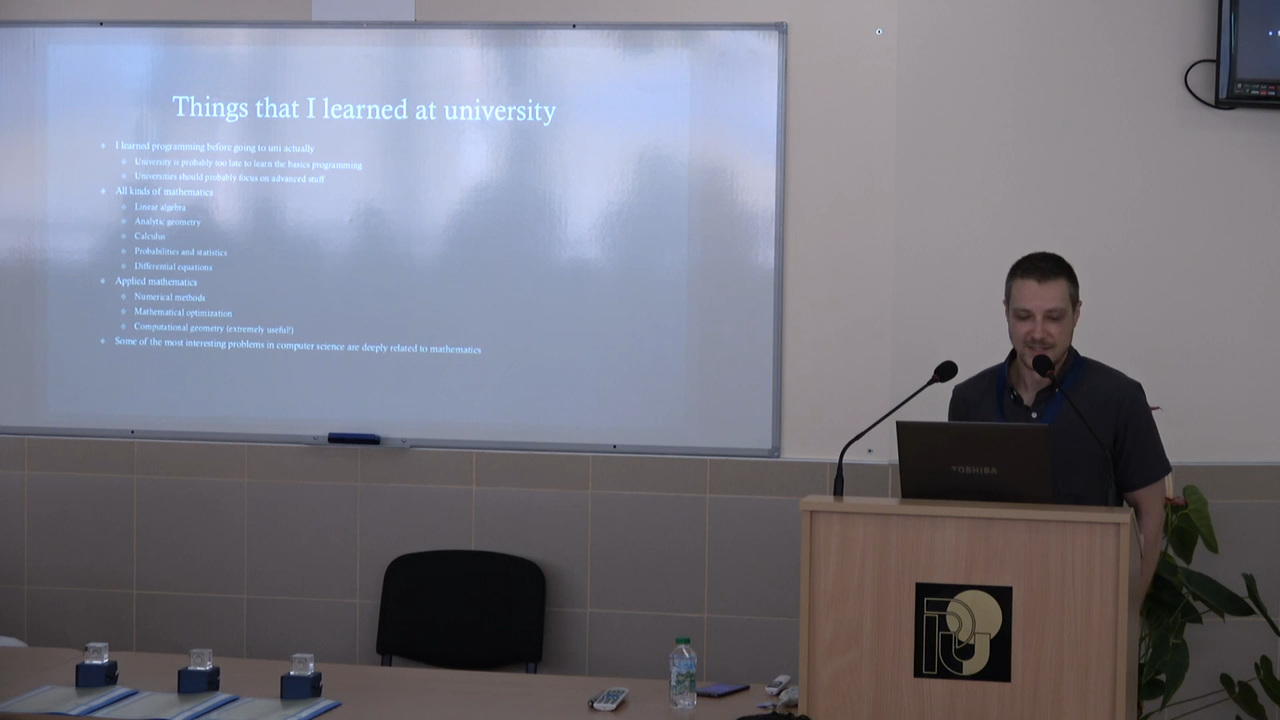 Things that I learned at university
I learned programming before going to uni actually
University is probably too late to learn the basics programming
Universities should probably focus on advanced stuff
All kinds of mathematics
Linear algebra
Analytic geometry
Calculus
Probabilities and statistics
Differential equations
Applied mathematics
Numerical methods
Mathematical optimization
Computational geometry (extremely useful!)
Some of the most interesting problems in computer science are deeply related to mathematics
TOSHIBA